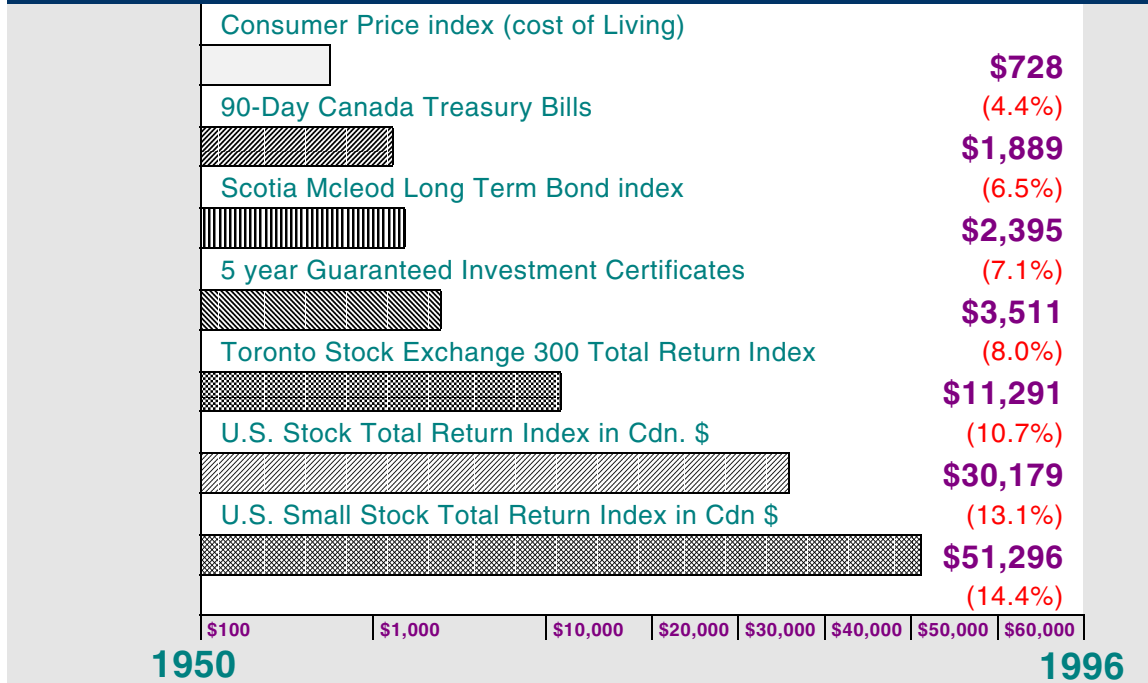 Consumer Price index (cost of Living)
$728
90-Day Canada Treasury Bills
(4.4%)
$1,889
Scotia Mcleod Long Term Bond index
(6.5%)
$2,395
5 year Guaranteed Investment Certificates
(7.1%)
$3,511
Toronto Stock Exchange 300 Total Return Index
(8.0%)
$11,291
U.S. Stock Total Return Index in Cdn. $
(10.7%)
$30,179
U.S. Small Stock Total Return Index in Cdn $
(13.1%)
$51,296
(14.4%)
$100 $1,000 $10,000 $20,000 $30,000 $40,000 $50,000 $60,000
1950 1996